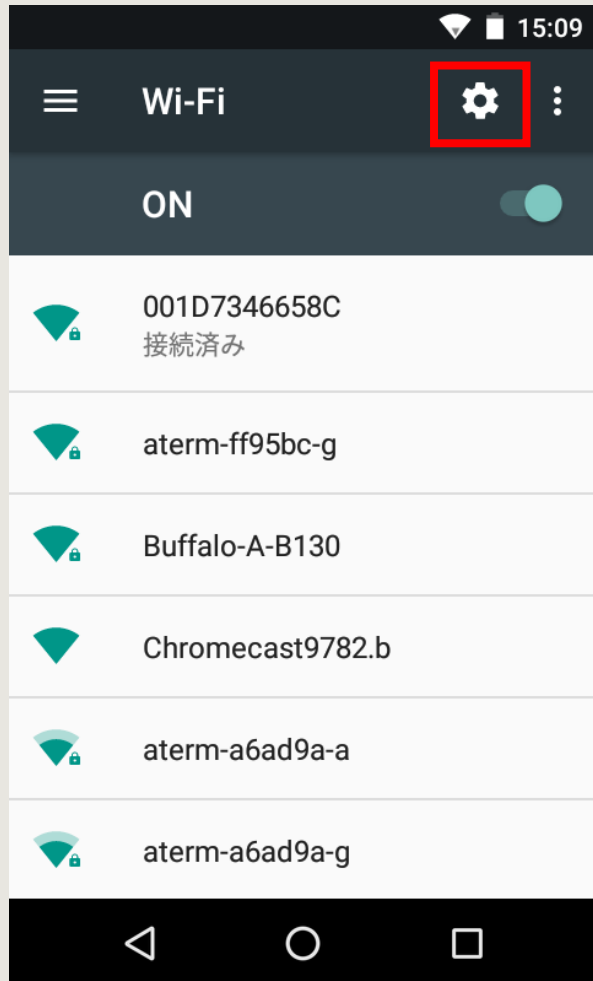 15:09
Wi-Fi
ON
001D7346658C
接続済み
aterm-ff95bc-g
Buffalo-A-B130
Chromecast9782.b
aterm-a6ad9a-a
aterm-a6ad9a-g